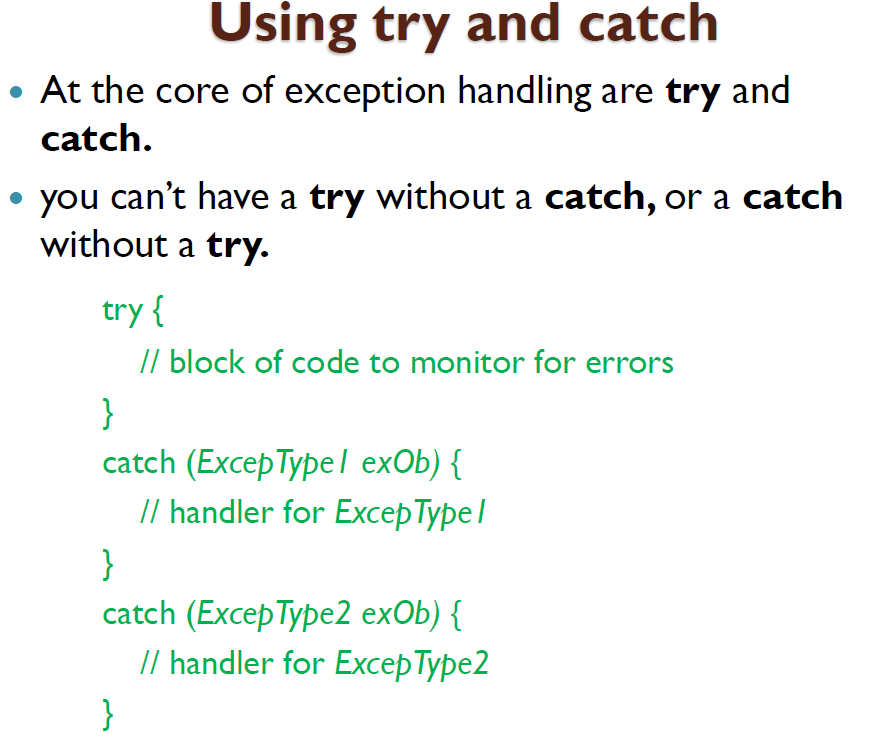 Using try and catch
• At the core of exception handling are try and
catch.
• you can’t have a try without a catch, or a catch
without a try.
try {
// block of code to monitor for errors
}
catch (ExcepType1 exOb) {
// handler for ExcepType1
}
catch (ExcepType2 exOb) {
// handler for ExcepType2
}